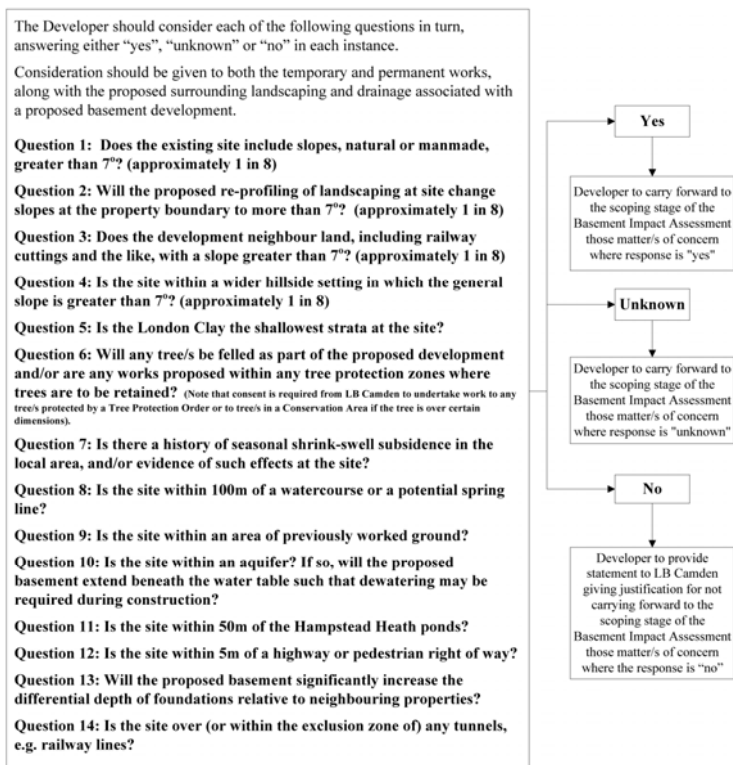 The Developer should consider each of the following questions in turn,
answering either “yes”, “unknown” or “no” in each instance.
Consideration should be given to both the temporary and permanent works,
along with the proposed surrounding landscaping and drainage associated with
a proposed basement development.
Question 1: Does the existing site include slopes, natural or manmade,
greater than 7°? (approximately 1 in 8)
Question 2: Will the proposed re-profiling of landscaping at site change
slopes at the property boundary to more than 7°? (approximately 1 in 8)
Question 3: Does the development neighbour land, including railway
cuttings and the like, with a slope greater than 7°? (approximately 1 in 8)
Question 4: Is the site within a wider hillside setting in which the general
slope is greater than 7°? (approximately 1 in 8)
Question 5: Is the London Clay the shallowest strata at the site?
Question 6: Will any tree/s be felled as part of the proposed development
and/or are any works proposed within any tree protection zones where
trees are to be retained? (Note that consent is required from LB Camden to undertake work to any
tree/s protected by a Tree Protection Order or to tree/s in a Conservation Area if the tree is over certain
dimensions).
Question 7: Is there a history of seasonal shrink-swell subsidence in the
local area, and/or evidence of such effects at the site?
Question 8: Is the site within 100m of a watercourse or a potential spring
line?
Question 9: Is the site within an area of previously worked ground?
Question 10: Is the site within an aquifer? If so, will the proposed
basement extend beneath the water table such that dewatering may be
required during construction?
Question 11: Is the site within 50m of the Hampstead Heath ponds?
Question 12: Is the site within 5m of a highway or pedestrian right of way?
Question 13: Will the proposed basement significantly increase the
differential depth of foundations relative to neighbouring properties?
Question 14: Is the site over (or within the exclusion zone of) any tunnels,
e.g. railway lines?
Yes
Developer to carry forward to
the scoping stage of the
Basement Impact Assessment
those matter/s of concern
where response is "yes"
Unknown
Developer to carry forward to
the scoping stage of the
Basement Impact Assessment
those matter/s of concern
where response is "unknown"
No
Developer to provide
statement to LB Camden
giving justification for not
carrying forward to the
scoping stage of the
Basement Impact Assessment
those matter/s of concern
where the response is “no”